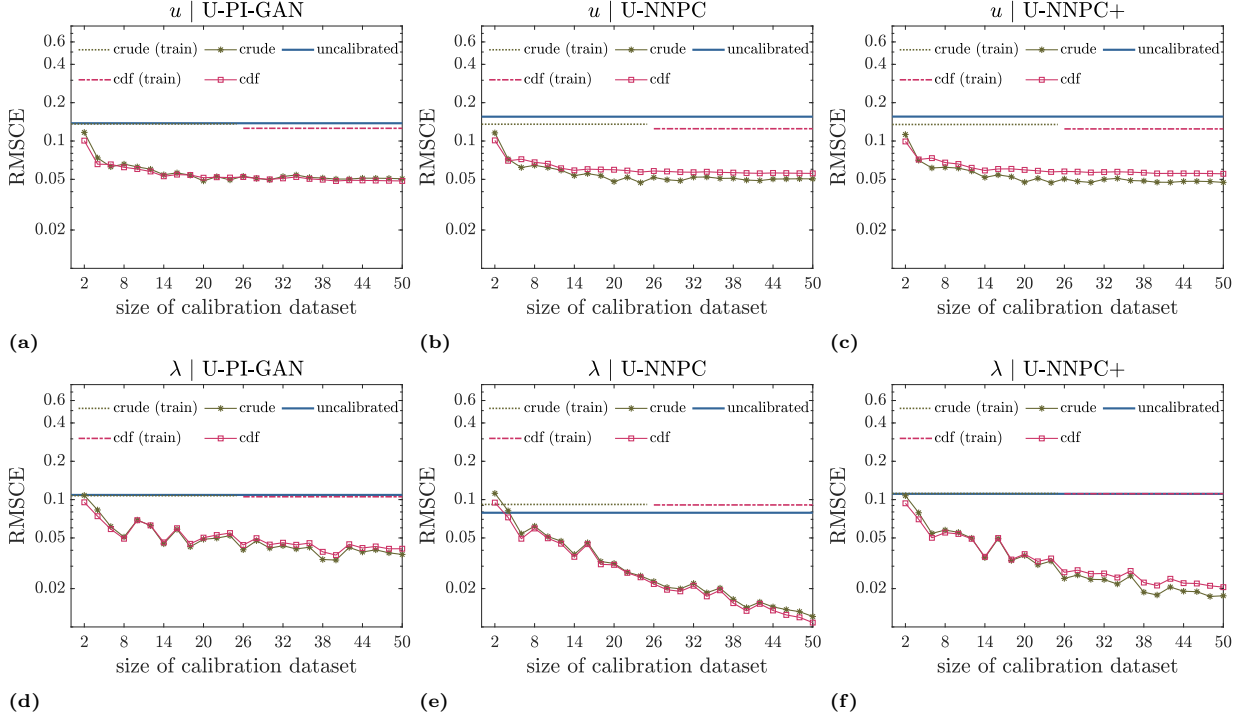 u | U-PI-GAN
crude (train) crude uncalibrated
cdf (train) cdf
RMSCE
0.6
0.4
0.2
0.1
0.05
0.02
2 8 14 20 26 32 38 44 50
size of calibration dataset
(a)
u | U-NNPC
crude (train) crude uncalibrated
cdf (train) cdf
RMSCE
0.6
0.4
0.2
0.1
0.05
0.02
2 8 14 20 26 32 38 44 50
size of calibration dataset
(b)
u | U-NNPC+
crude (train) crude uncalibrated
cdf (train) cdf
RMSCE
0.6
0.4
0.2
0.1
0.05
0.02
2 8 14 20 26 32 38 44 50
size of calibration dataset
(c)
λ | U-PI-GAN
crude (train) crude uncalibrated
cdf (train) cdf
RMSCE
0.6
0.4
0.2
0.1
0.05
0.02
2 8 14 20 26 32 38 44 50
size of calibration dataset
(d)
λ | U-NNPC
crude (train) crude uncalibrated
cdf (train) cdf
RMSCE
0.6
0.4
0.2
0.1
0.05
0.02
2 8 14 20 26 32 38 44 50
size of calibration dataset
(e)
λ | U-NNPC+
crude (train) crude uncalibrated
cdf (train) cdf
RMSCE
0.6
0.4
0.2
0.1
0.05
0.02
2 8 14 20 26 32 38 44 50
size of calibration dataset
(f)